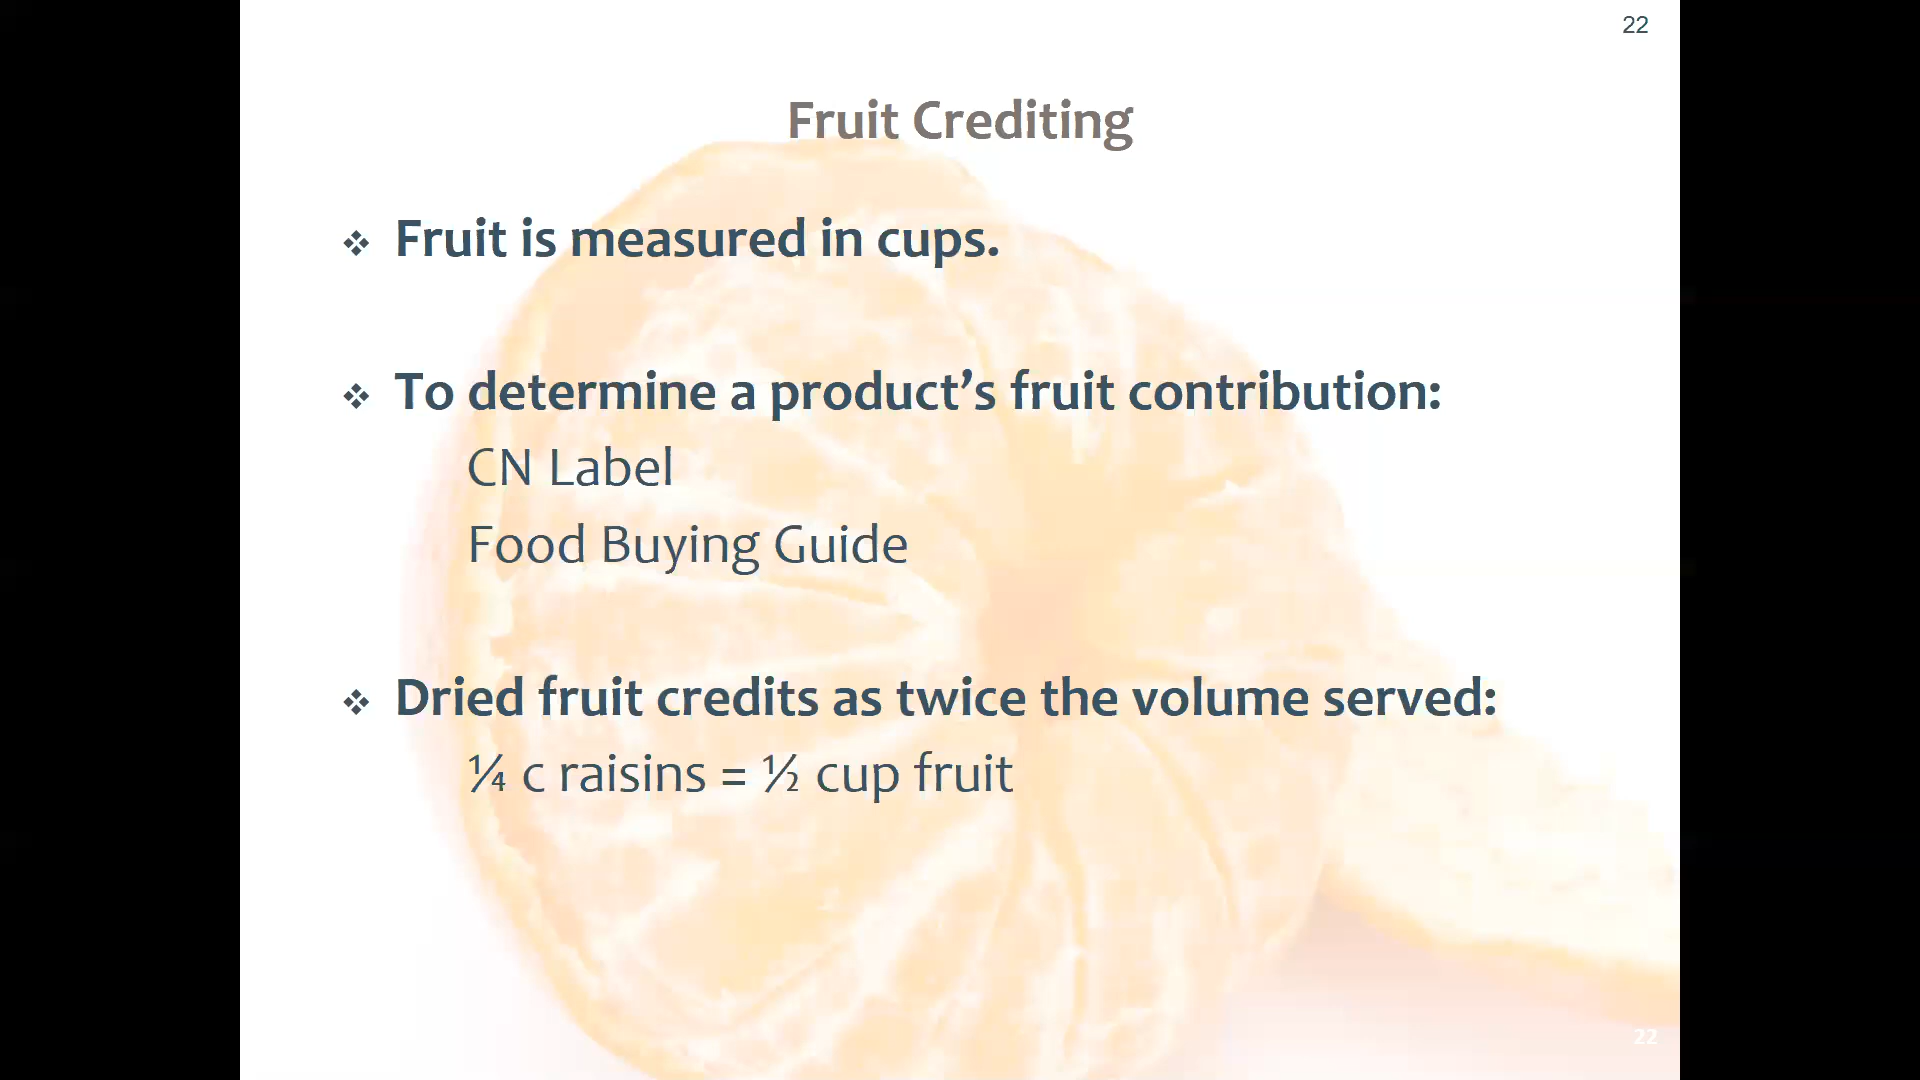 22
Fruit Crediting
❖ Fruit is measured in cups.
❖ To determine a product’s fruit contribution:
CN Label
Food Buying Guide
❖ Dried fruit credits as twice the volume served:
¼ c raisins = ½ cup fruit
22